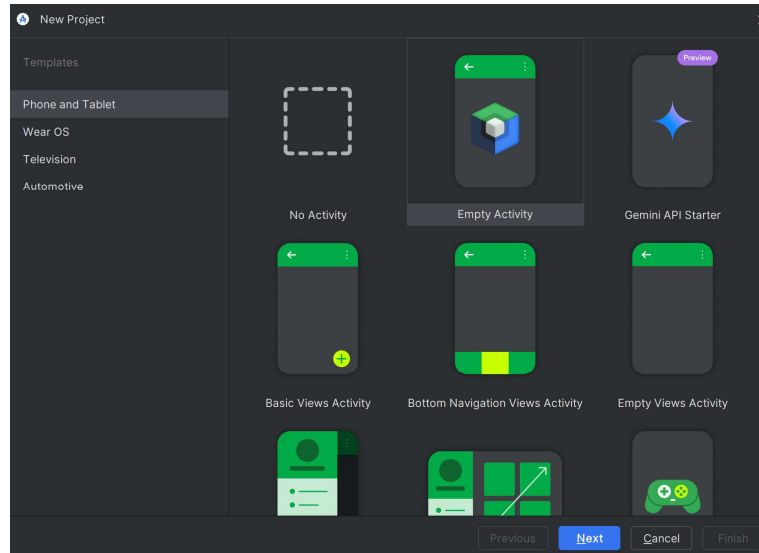 New Project
Templates
Phone and Tablet
Wear OS
Television
Automotive
Preview
No Activity
Empty Activity
Gemini API Starter
Basic Views Activity
Bottom Navigation Views Activity
Empty Views Activity
Previous
Next
Cancel
Finish